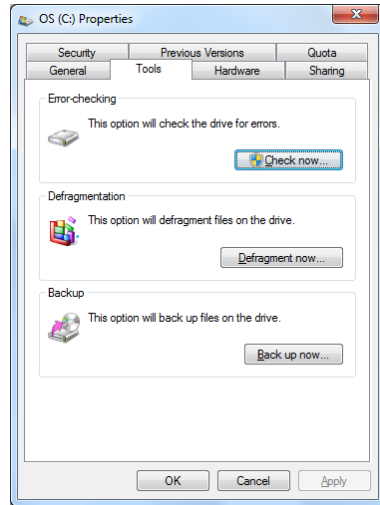 OS (C:) Properties
Security Previous Versions Quota
General Tools Hardware Sharing
Error-checking
This option will check the drive for errors.
Check now...
Defragmentation
This option will defragment files on the drive.
Defragment now...
Backup
This option will back up files on the drive.
Back up now...
OK Cancel Apply